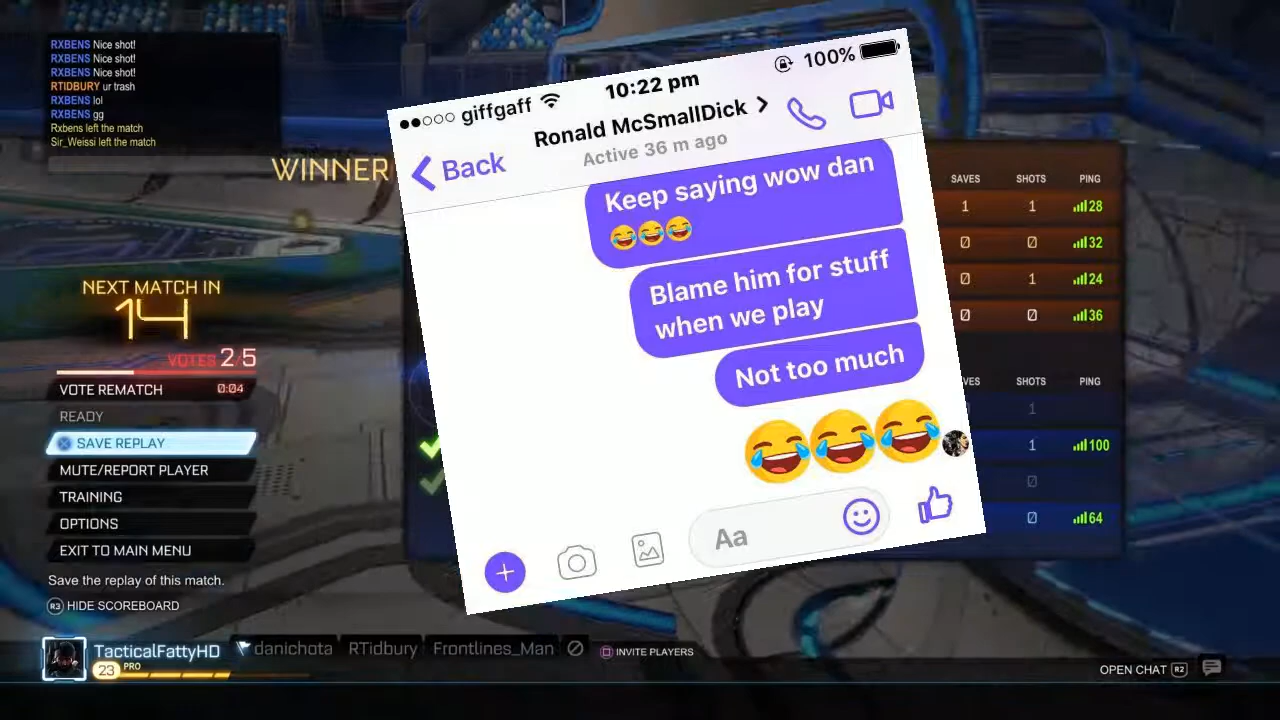 RXBENS Nice shot!
RXBENS Nice shot!
RXBENS Nice shot!
RTIDBURY ur trash
RXBENS lol
RXBENS gg
Rxbens left the match
Sir_Weissi left the match
WINNER
NEXT MATCH IN
14
VOTES 2/5
VOTE REMATCH 0:04
READY
SAVE REPLAY
MUTE/REPORT PLAYER
TRAINING
OPTIONS
EXIT TO MAIN MENU
Save the replay of this match.
R3 HIDE SCOREBOARD
giffgaff 10:22 pm 100%
Back
Ronald McSmallDick >
Active 36 m ago
Keep saying wow dan
😂😂😂
Blame him for stuff
when we play
Not too much
😂😂😂
Aa
SAVES SHOTS PING
1 1 28
0 0 32
0 1 24
0 0 36
SHOTS PING
1
1 100
0
0 64
TacticalFattyHD danichota RTidbury Frontlines_Man INVITE PLAYERS
23 PRO
OPEN CHAT R2